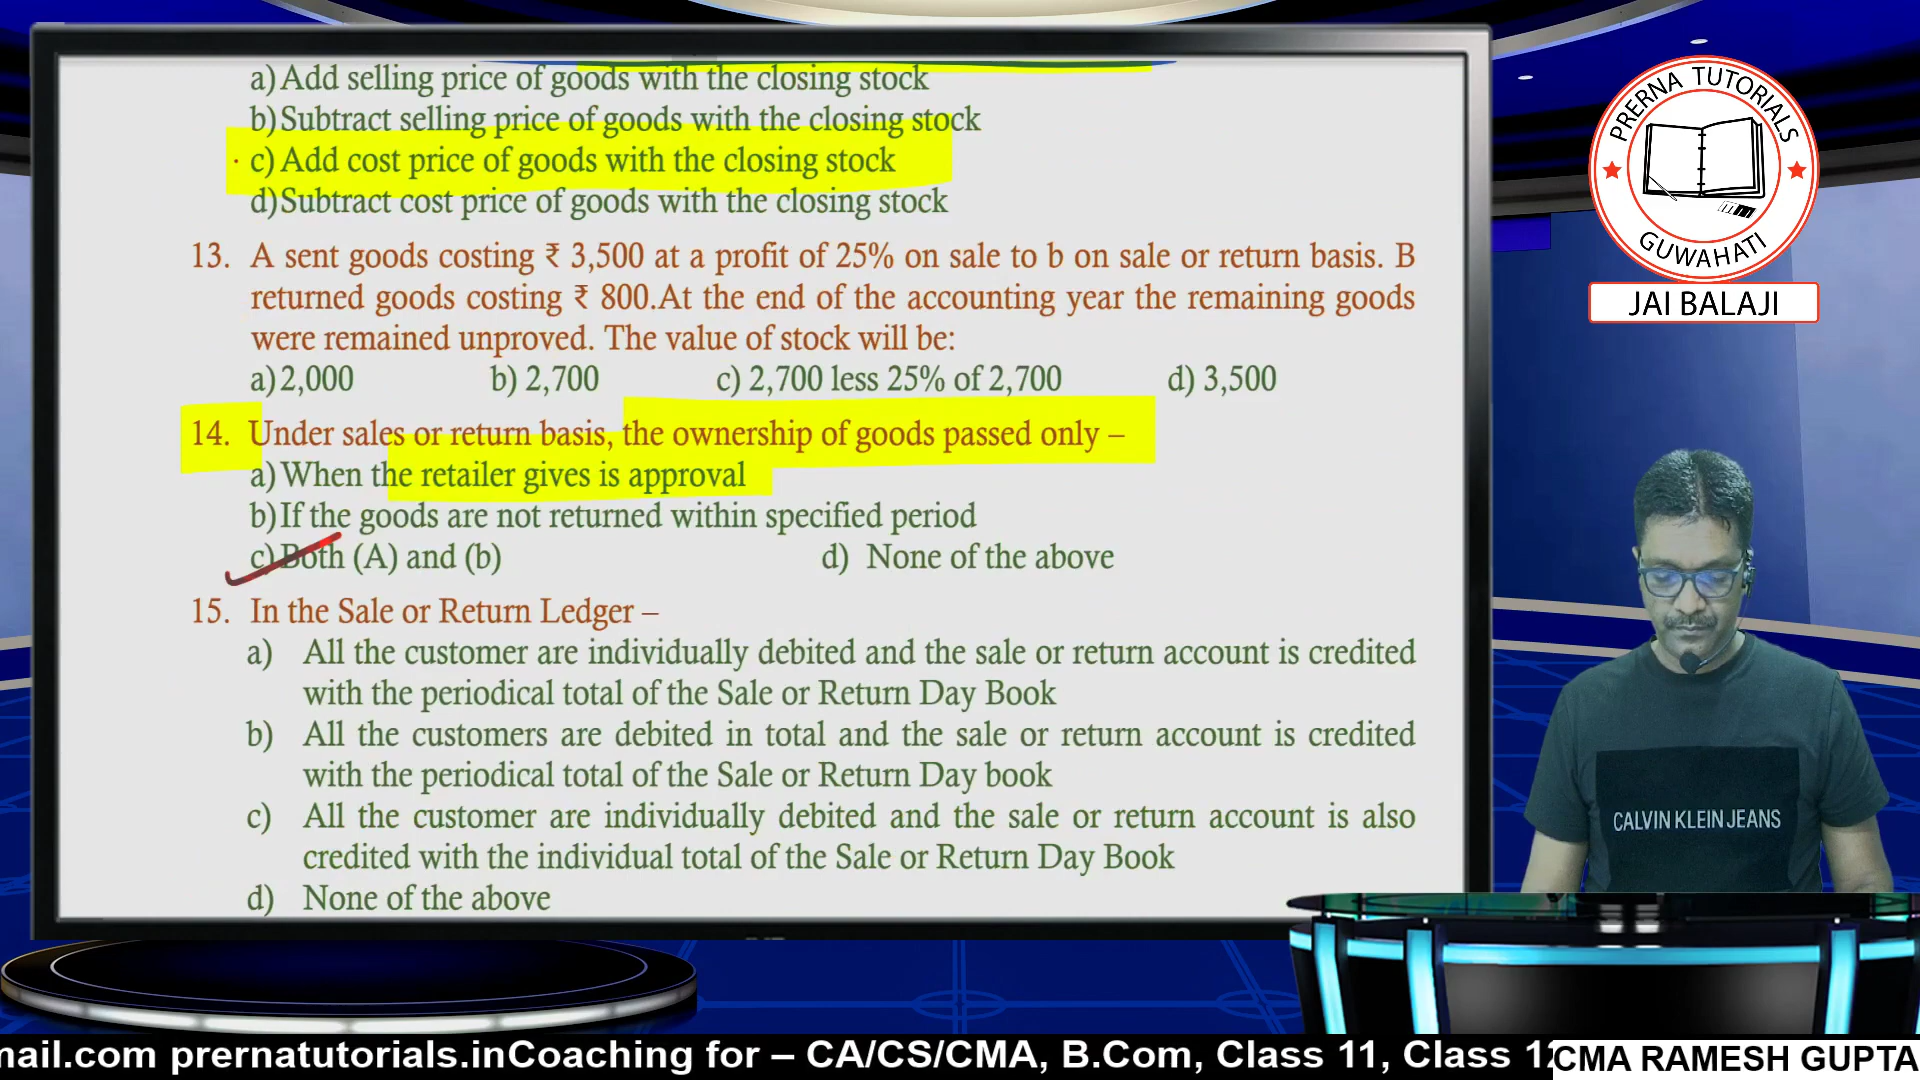 a) Add selling price of goods with the closing stock
b) Subtract selling price of goods with the closing stock
c) Add cost price of goods with the closing stock
d) Subtract cost price of goods with the closing stock
13. A sent goods costing ₹ 3,500 at a profit of 25% on sale to b on sale or return basis. B
returned goods costing ₹ 800.At the end of the accounting year the remaining goods
were remained unproved. The value of stock will be:
a) 2,000 b) 2,700 c) 2,700 less 25% of 2,700 d) 3,500
14. Under sales or return basis, the ownership of goods passed only –
a) When the retailer gives is approval
b) If the goods are not returned within specified period
c) Both (A) and (b) d) None of the above
15. In the Sale or Return Ledger –
a) All the customer are individually debited and the sale or return account is credited
with the periodical total of the Sale or Return Day Book
b) All the customers are debited in total and the sale or return account is credited
with the periodical total of the Sale or Return Day book
c) All the customer are individually debited and the sale or return account is also
credited with the individual total of the Sale or Return Day Book
d) None of the above
PRERNA TUTORIALS
GUWAHATI
JAI BALAJI
CALVIN KLEIN JEANS
mail.com prernatutorials.inCoaching for – CA/CS/CMA, B.Com, Class 11, Class 12
CMA RAMESH GUPTA